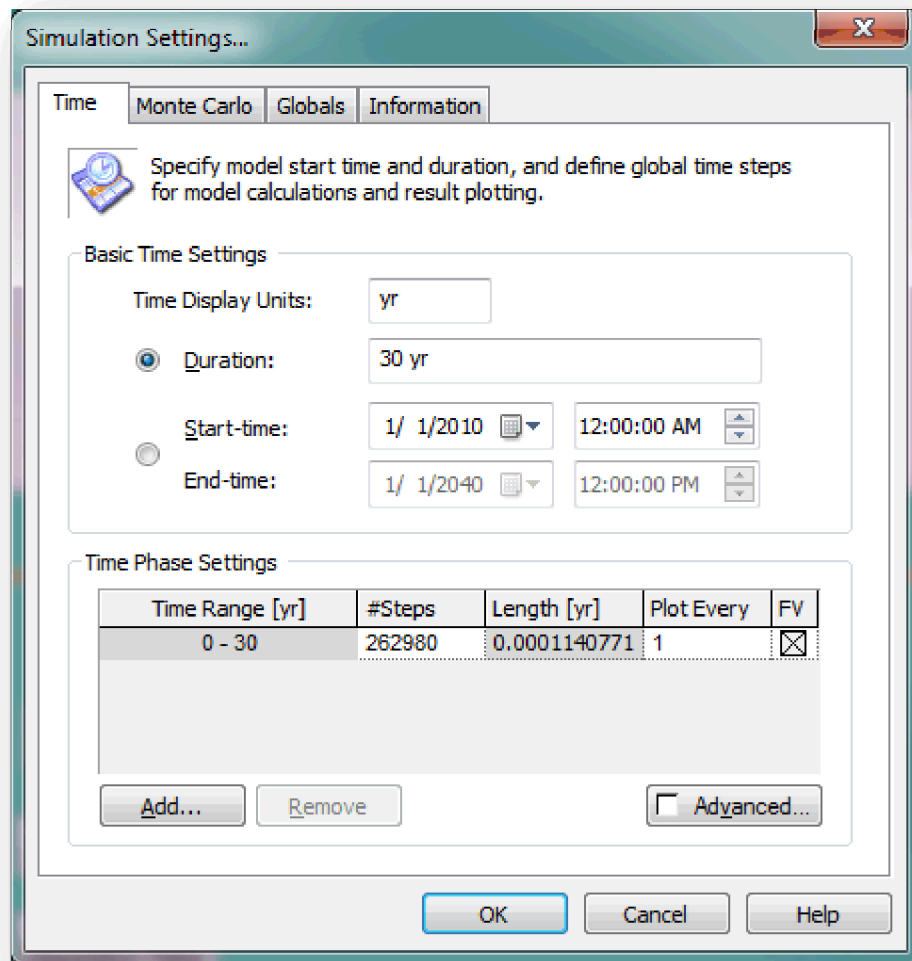 Simulation Settings...
Time Monte Carlo Globals Information
Specify model start time and duration, and define global time steps
for model calculations and result plotting.
Basic Time Settings
Time Display Units: yr
Duration: 30 yr
Start-time: 1/ 1/2010 12:00:00 AM
End-time: 1/ 1/2040 12:00:00 PM
Time Phase Settings
Time Range [yr] #Steps Length [yr] Plot Every FV
0 - 30 262980 0.0001140771 1
Add... Remove Advanced...
OK Cancel Help